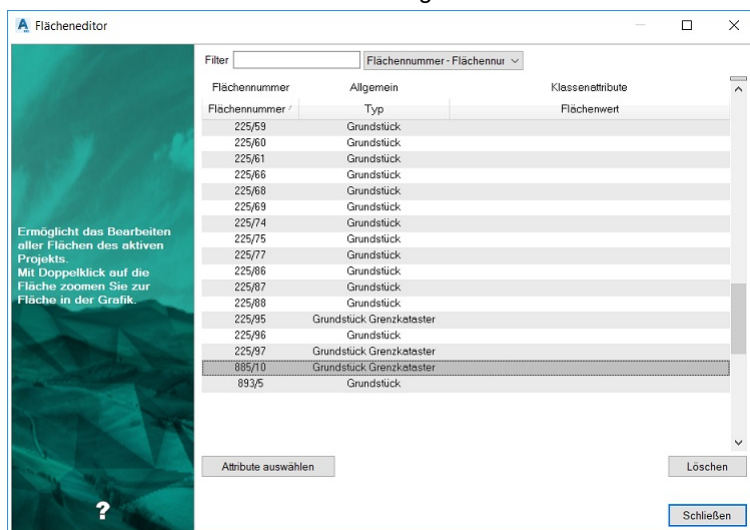 Flächeneditor
Filter
Flächennummer - Flächennur
Flächennummer Allgemein Klassenattribute
Flächennummer Typ Flächenwert
225/59 Grundstück
225/60 Grundstück
225/61 Grundstück
225/66 Grundstück
225/68 Grundstück
225/69 Grundstück
225/74 Grundstück
225/75 Grundstück
225/77 Grundstück
225/86 Grundstück
225/87 Grundstück
225/88 Grundstück
225/95 Grundstück Grenzkataster
225/96 Grundstück
225/97 Grundstück Grenzkataster
885/10 Grundstück Grenzkataster
893/5 Grundstück
Ermöglicht das Bearbeiten
aller Flächen des aktiven
Projekts.
Mit Doppelklick auf die
Fläche zoomen Sie zur
Fläche in der Grafik.
Attribute auswählen
Löschen
?
Schließen